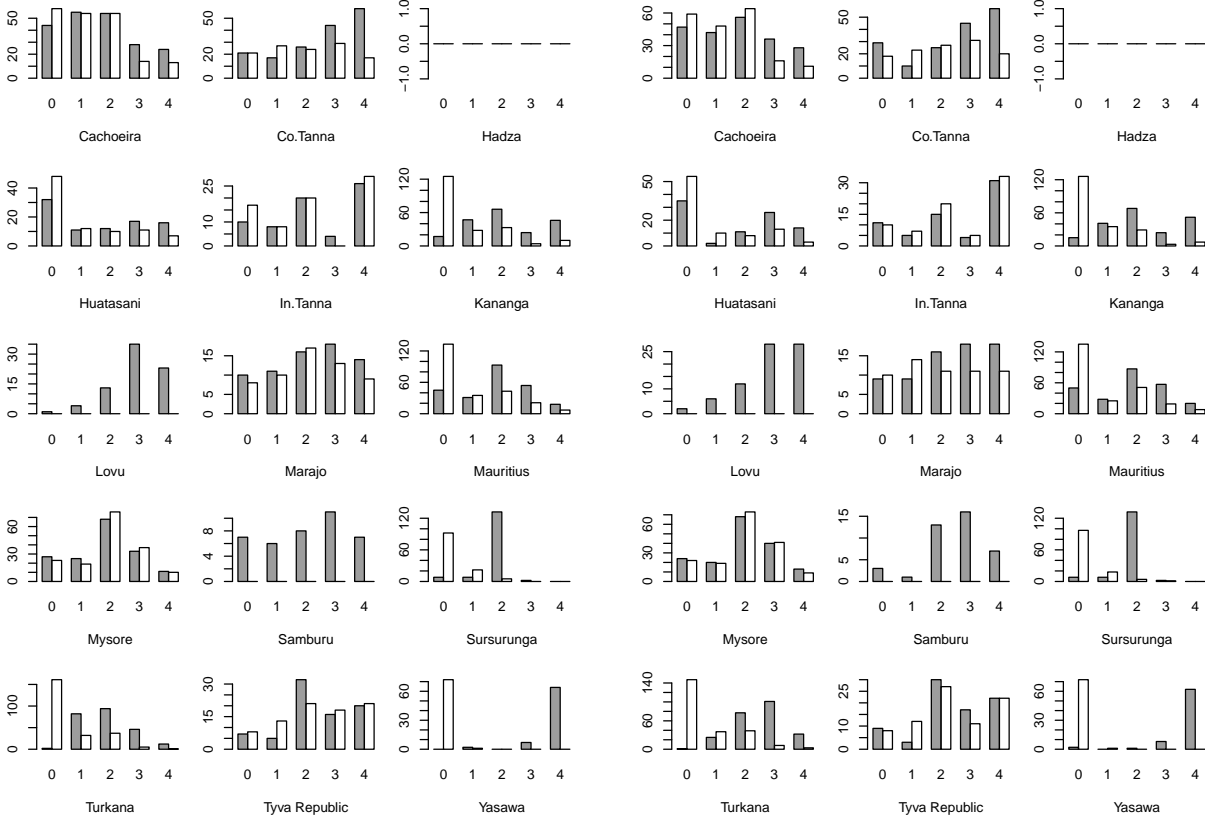 0 20 50
0 1 2 3 4
Cachoeira
0 20 50
0 1 2 3 4
Co.Tanna
−1.0 0.0 1.0
0 1 2 3 4
Hadza
0 20 40 60
0 1 2 3 4
Cachoeira
0 20 50
0 1 2 3 4
Co.Tanna
−1.0 0.0 1.0
0 1 2 3 4
Hadza
0 20 40
0 1 2 3 4
Huatasani
0 10 25
0 1 2 3 4
In.Tanna
0 60 120
0 1 2 3 4
Kananga
0 20 50
0 1 2 3 4
Huatasani
0 15 30
0 1 2 3 4
In.Tanna
0 60 120
0 1 2 3 4
Kananga
0 15 30
0 1 2 3 4
Lovu
0 5 15
0 1 2 3 4
Marajo
0 60 120
0 1 2 3 4
Mauritius
0 10 25
0 1 2 3 4
Lovu
0 5 15
0 1 2 3 4
Marajo
0 60 120
0 1 2 3 4
Mauritius
0 30 60
0 1 2 3 4
Mysore
0 4 8
0 1 2 3 4
Samburu
0 60 120
0 1 2 3 4
Sursurunga
0 30 60
0 1 2 3 4
Mysore
0 5 15
0 1 2 3 4
Samburu
0 60 120
0 1 2 3 4
Sursurunga
0 100
0 1 2 3 4
Turkana
0 15 30
0 1 2 3 4
Tyva Republic
0 30 60
0 1 2 3 4
Yasawa
0 60 140
0 1 2 3 4
Turkana
0 10 25
0 1 2 3 4
Tyva Republic
0 30 60
0 1 2 3 4
Yasawa